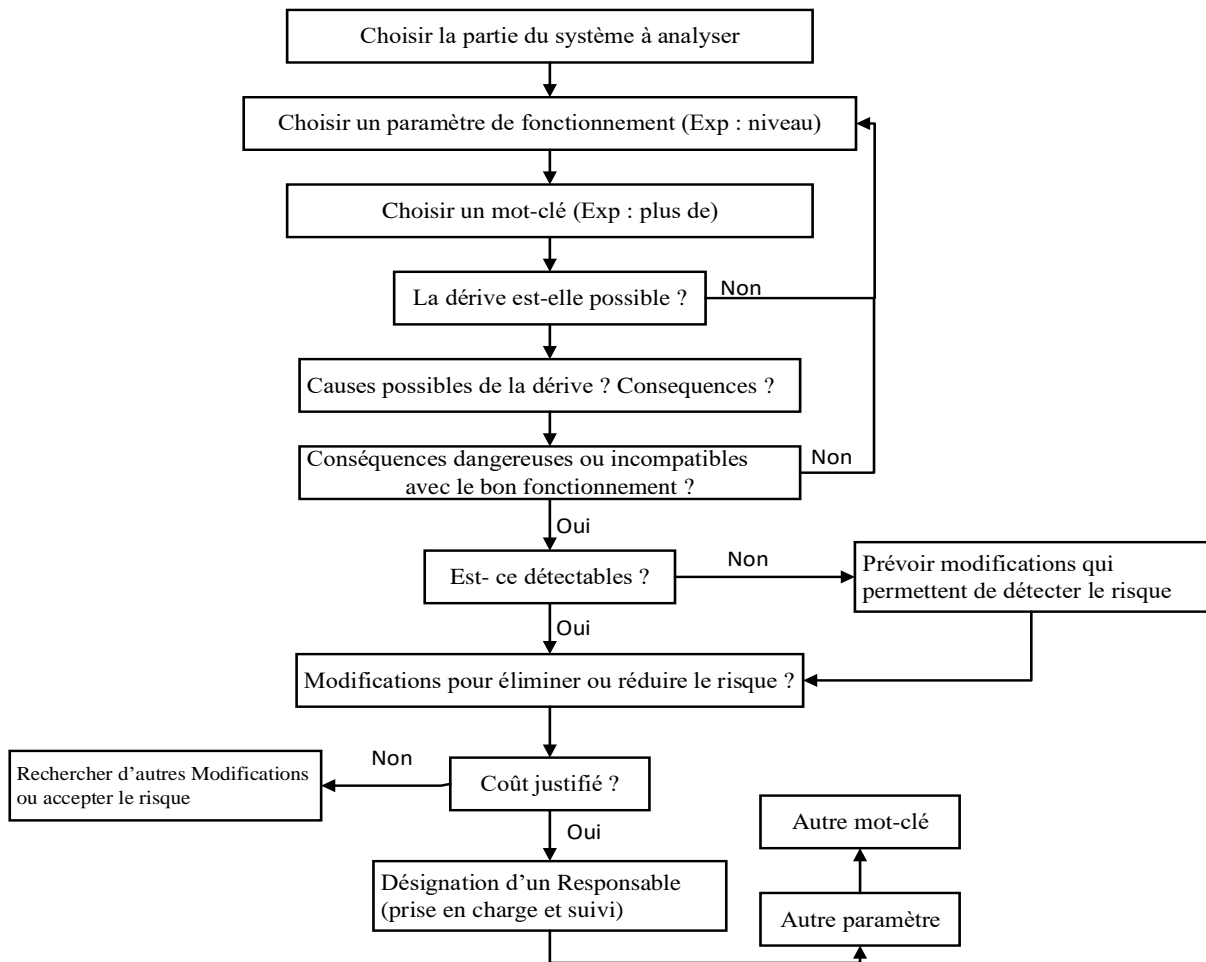 Choisir la partie du système à analyser
Choisir un paramètre de fonctionnement (Exp : niveau)
Choisir un mot-clé (Exp : plus de)
La dérive est-elle possible ?
Non
Causes possibles de la dérive ? Consequences ?
Conséquences dangereuses ou incompatibles
avec le bon fonctionnement ?
Non
Oui
Est- ce détectables ?
Non
Prévoir modifications qui
permettent de détecter le risque
Oui
Modifications pour éliminer ou réduire le risque ?
Non
Rechercher d’autres Modifications
ou accepter le risque
Coût justifié ?
Oui
Autre mot-clé
Désignation d’un Responsable
(prise en charge et suivi)
Autre paramètre